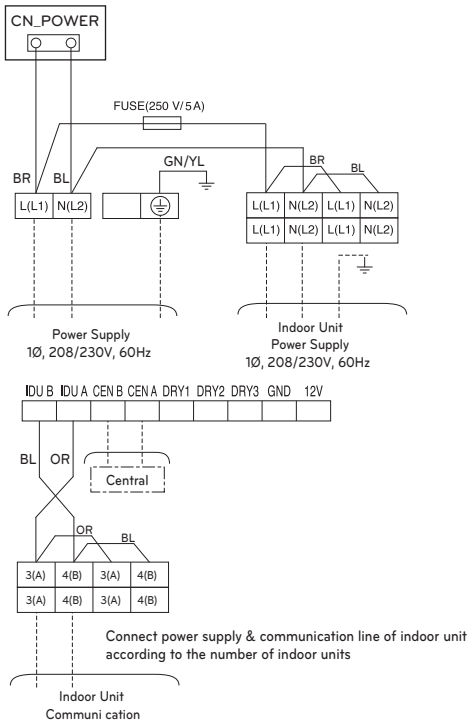 CN_POWER
FUSE(250 V/5A)
GN/YL
BR BL
BR
BL
L(L1) N(L2)
L(L1) N(L2) L(L1) N(L2)
L(L1) N(L2) L(L1) N(L2)
Power Supply
1Ø, 208/230V, 60Hz
Indoor Unit
Power Supply
1Ø, 208/230V, 60Hz
IDU B IDU A CEN B CEN A DRY1 DRY2 DRY3 GND 12V
BL OR
Central
OR
BL
3(A) 4(B) 3(A) 4(B)
3(A) 4(B) 3(A) 4(B)
Connect power supply & communication line of indoor unit
according to the number of indoor units
Indoor Unit
Communi cation